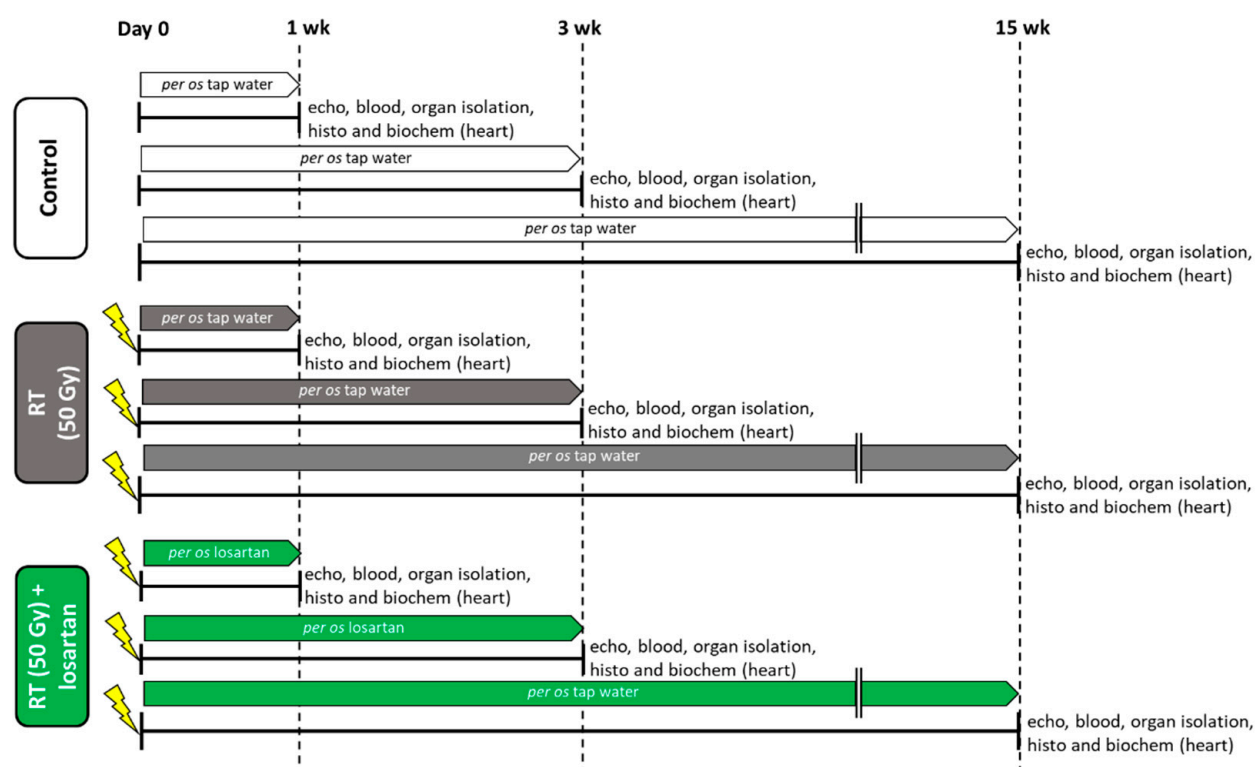 Day 0
1 wk
3 wk
15 wk
Control
per os tap water
echo, blood, organ isolation,
histo and biochem (heart)
per os tap water
echo, blood, organ isolation,
histo and biochem (heart)
per os tap water
echo, blood, organ isolation,
histo and biochem (heart)
RT
(50 Gy)
per os tap water
echo, blood, organ isolation,
histo and biochem (heart)
per os tap water
echo, blood, organ isolation,
histo and biochem (heart)
per os tap water
echo, blood, organ isolation,
histo and biochem (heart)
RT (50 Gy) +
losartan
per os losartan
echo, blood, organ isolation,
histo and biochem (heart)
per os losartan
echo, blood, organ isolation,
histo and biochem (heart)
per os tap water
echo, blood, organ isolation,
histo and biochem (heart)